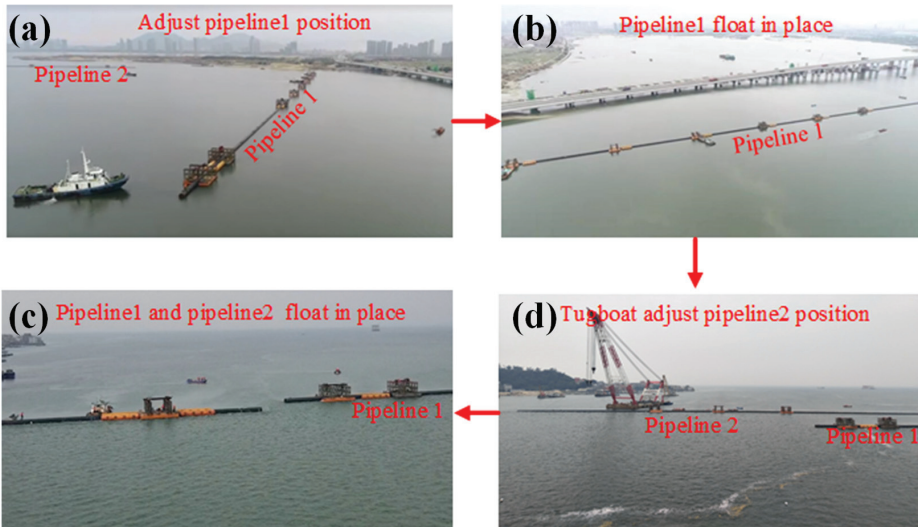 (a) Adjust pipeline1 position
Pipeline 2
Pipeline 1
(b) Pipeline1 float in place
Pipeline 1
(c) Pipeline1 and pipeline2 float in place
Pipeline 1
(d) Tugboat adjust pipeline2 position
Pipeline 2
Pipeline 1